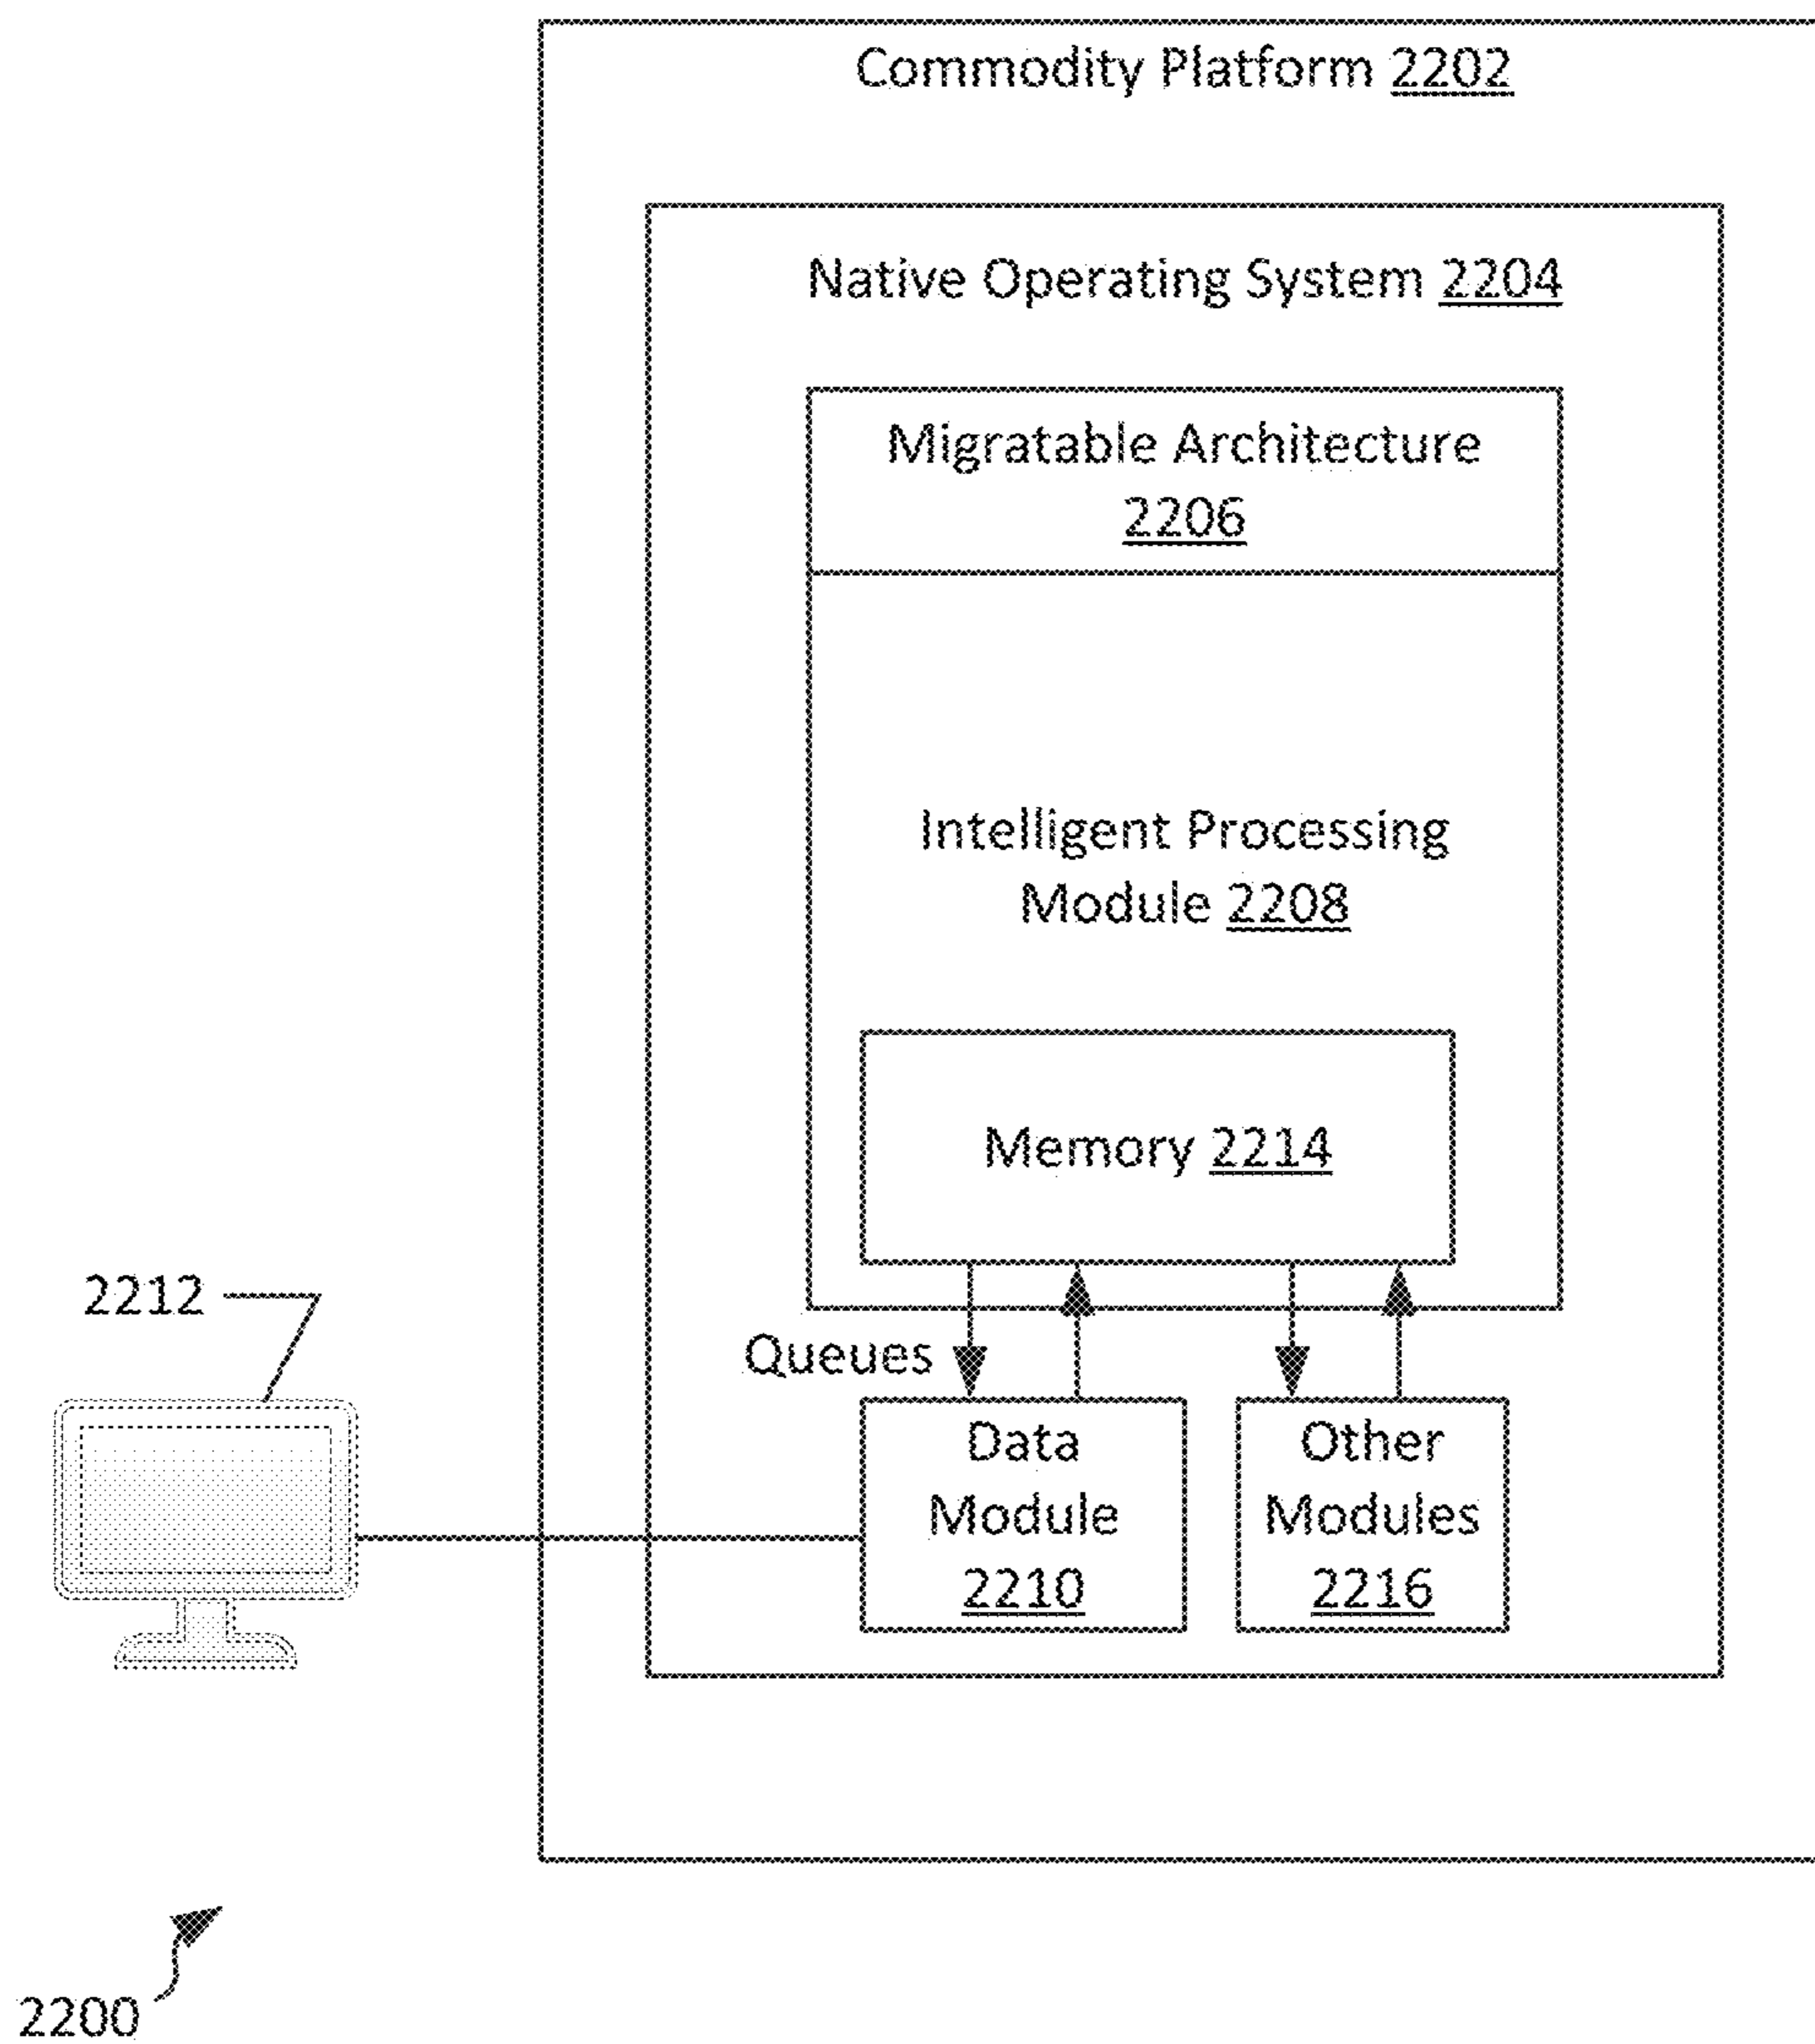 Commodity Platform 2202
Native Operating System 2204
Migratable Architecture
2206
Intelligent Processing
Module 2208
Memory 2214
2212
Queues
Data
Module
2210
Other
Modules
2216
2200